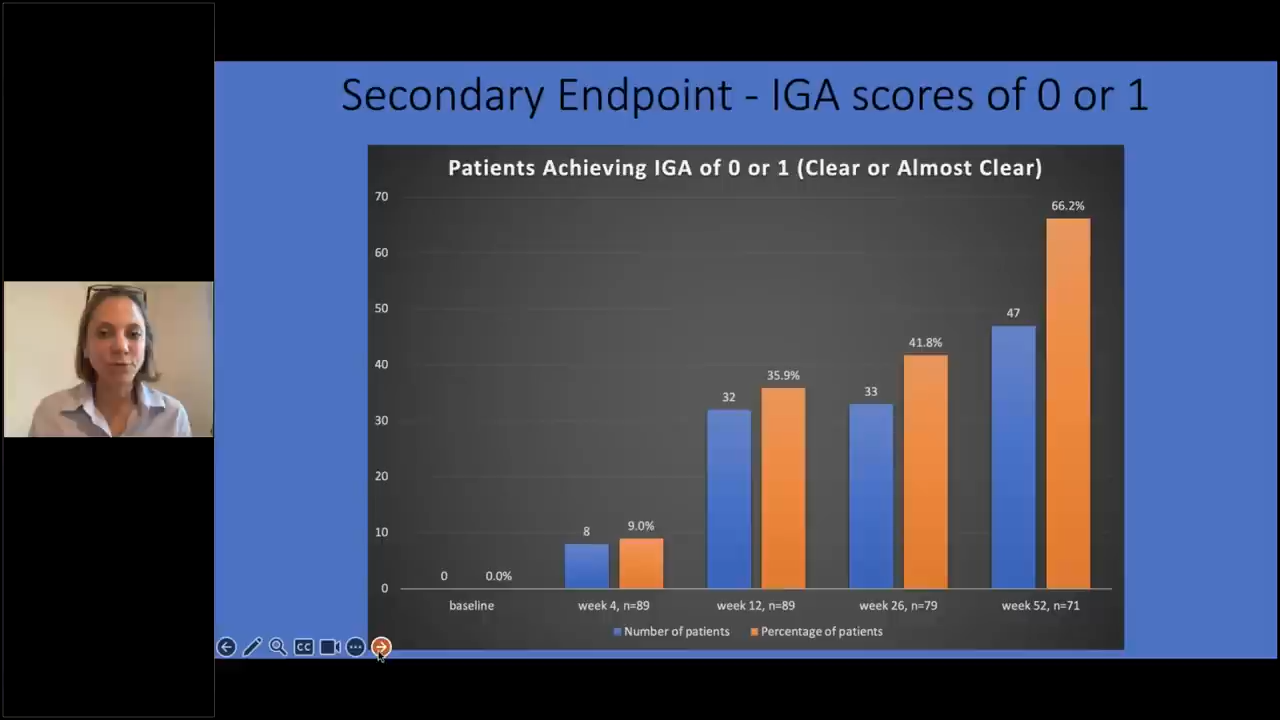 Secondary Endpoint - IGA scores of 0 or 1
Patients Achieving IGA of 0 or 1 (Clear or Almost Clear)
70
60
50
40
30
20
10
0
0
0.0%
8
9.0%
32
35.9%
33
41.8%
47
66.2%
baseline
week 4, n=89
week 12, n=89
week 26, n=79
week 52, n=71
Number of patients
Percentage of patients
CC